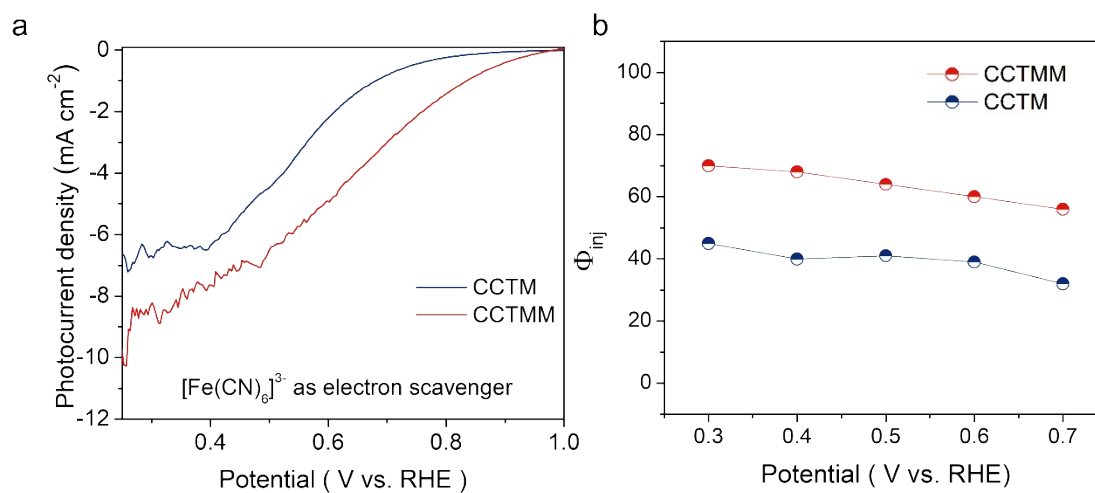 a
Photocurrent density (mA cm⁻²)
0
-2
-4
-6
-8
-10
-12
CCTM
CCTMM
[Fe(CN)₆]³⁻ as electron scavenger
0.4
0.6
0.8
1.0
Potential ( V vs. RHE )
b
Φinj
100
80
60
40
20
0
CCTMM
CCTM
0.3
0.4
0.5
0.6
0.7
Potential ( V vs. RHE)